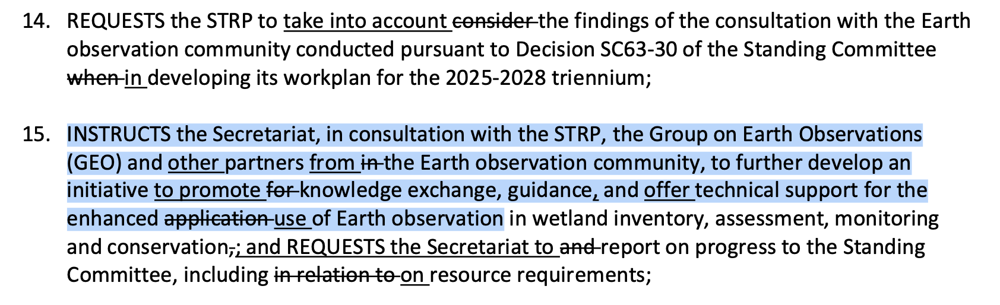 14. REQUESTS the STRP to take into account consider the findings of the consultation with the Earth
observation community conducted pursuant to Decision SC63-30 of the Standing Committee
when in developing its workplan for the 2025-2028 triennium;
15. INSTRUCTS the Secretariat, in consultation with the STRP, the Group on Earth Observations
(GEO) and other partners from in the Earth observation community, to further develop an
initiative to promote for knowledge exchange, guidance, and offer technical support for the
enhanced application use of Earth observation in wetland inventory, assessment, monitoring
and conservation,; and REQUESTS the Secretariat to and report on progress to the Standing
Committee, including in relation to on resource requirements;